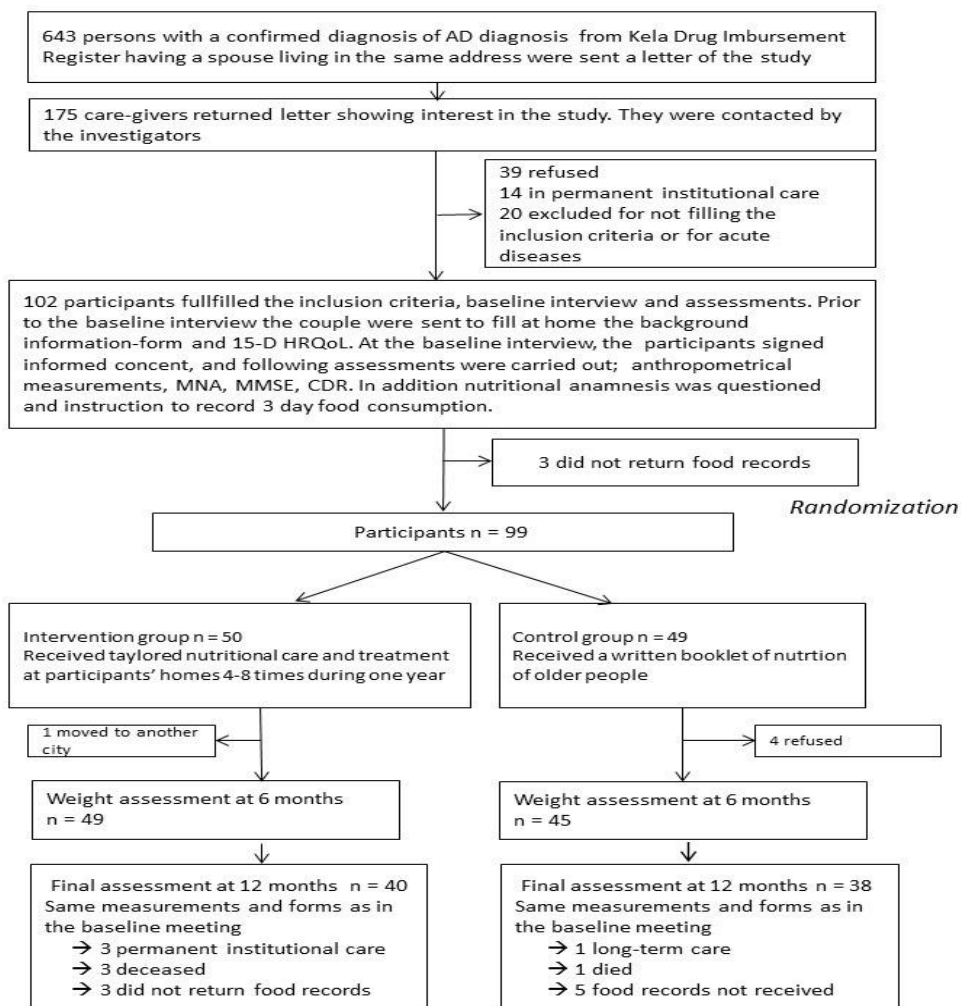 643 persons with a confirmed diagnosis of AD diagnosis from Kela Drug Imbursement
Register having a spouse living in the same address were sent a letter of the study
175 care-givers returned letter showing interest in the study. They were contacted by
the investigators
39 refused
14 in permanent institutional care
20 excluded for not filling the
inclusion criteria or for acute
diseases
102 participants fullfilled the inclusion criteria, baseline interview and assessments. Prior
to the baseline interview the couple were sent to fill at home the background
information-form and 15-D HRQoL. At the baseline interview, the participants signed
informed concent, and following assessments were carried out; anthropometrical
measurements, MNA, MMSE, CDR. In addition nutritional anamnesis was questioned
and instruction to record 3 day food consumption.
3 did not return food records
Randomization
Participants n = 99
Intervention group n = 50
Received taylored nutritional care and treatment
at participants' homes 4-8 times during one year
Control group n = 49
Received a written booklet of nutrtion
of older people
1 moved to another
city
4 refused
Weight assessment at 6 months
n = 49
Weight assessment at 6 months
n = 45
Final assessment at 12 months n = 40
Same measurements and forms as in
the baseline meeting
→ 3 permanent institutional care
→ 3 deceased
→ 3 did not return food records
Final assessment at 12 months n = 38
Same measurements and forms as in
the baseline meeting
→ 1 long-term care
→ 1 died
→ 5 food records not received